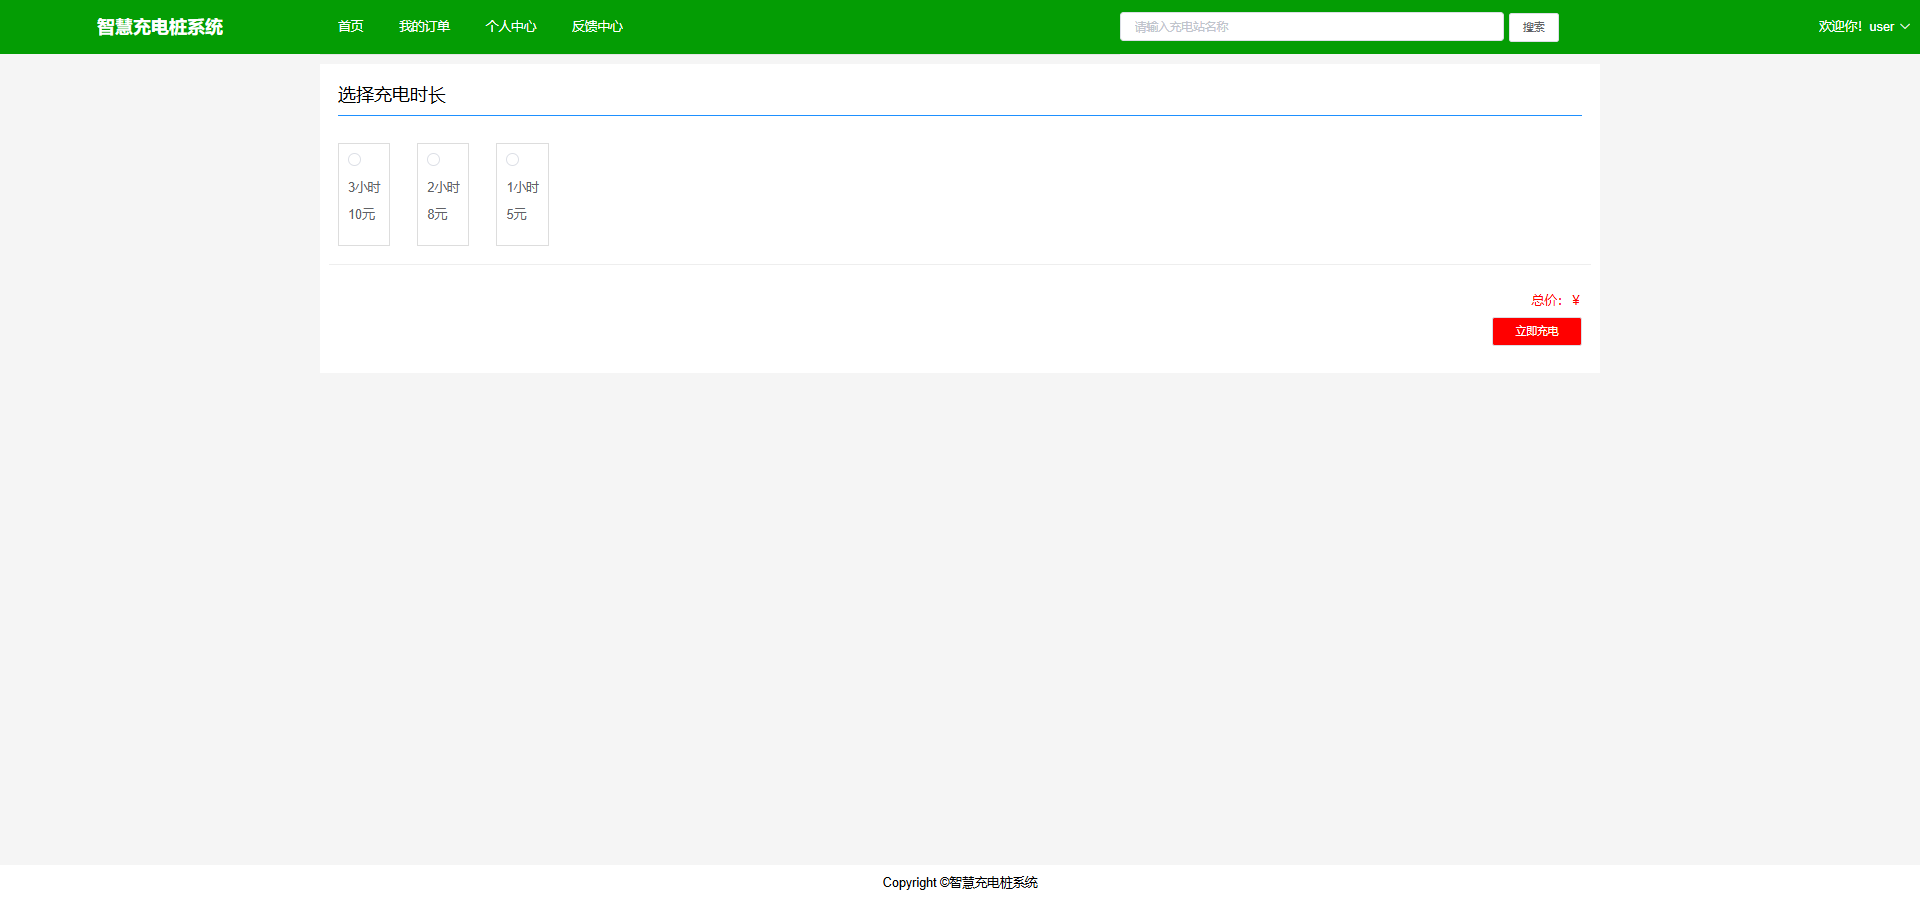 智慧充电桩系统 首页 我的订单 个人中心 反馈中心 请输入充电站名称 搜索 欢迎你！user
选择充电时长
3小时 2小时 1小时
10元 8元 5元
总价：￥
立即充电
Copyright ©智慧充电桩系统